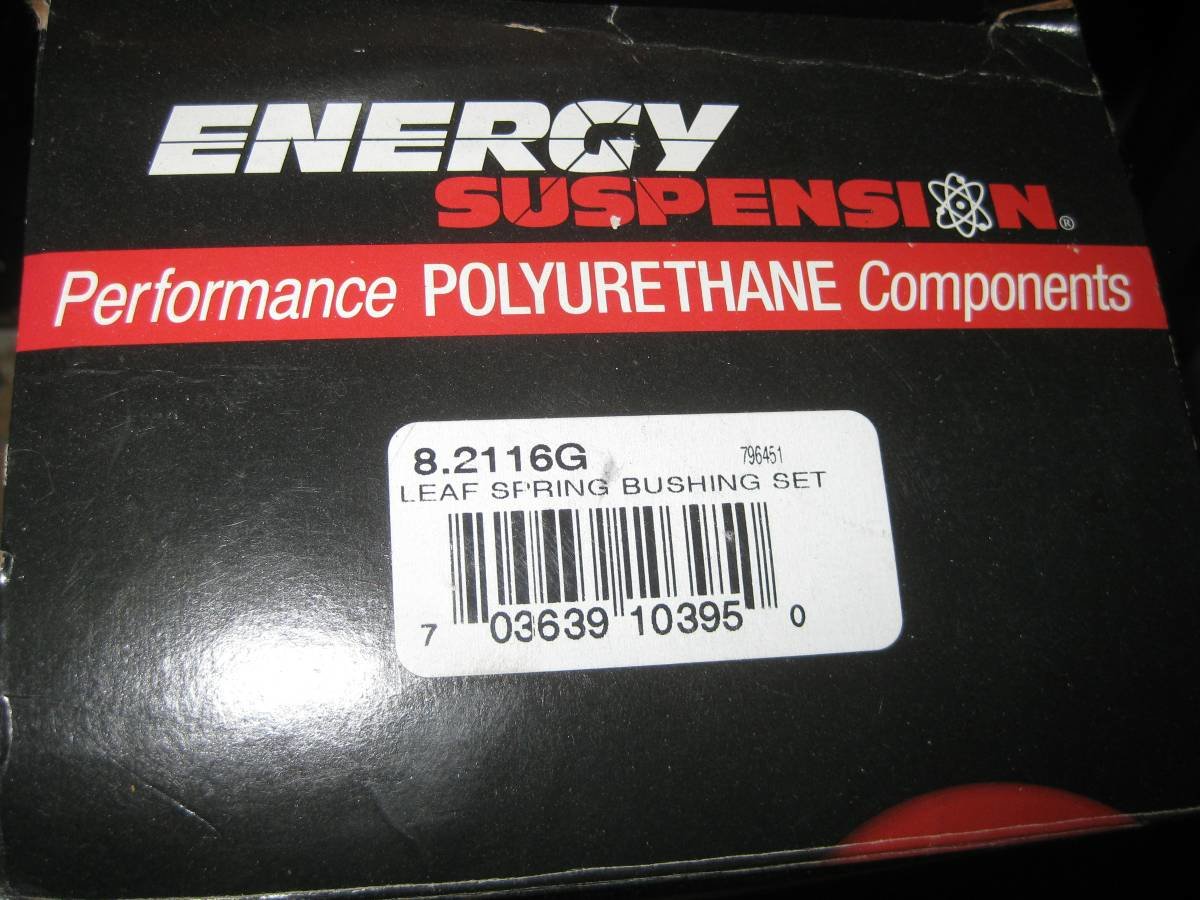 ENERGY
SUSPENSION®
Performance POLYURETHANE Components
8.2116G 796451
LEAF SPRING BUSHING SET
7 03639 10395 0